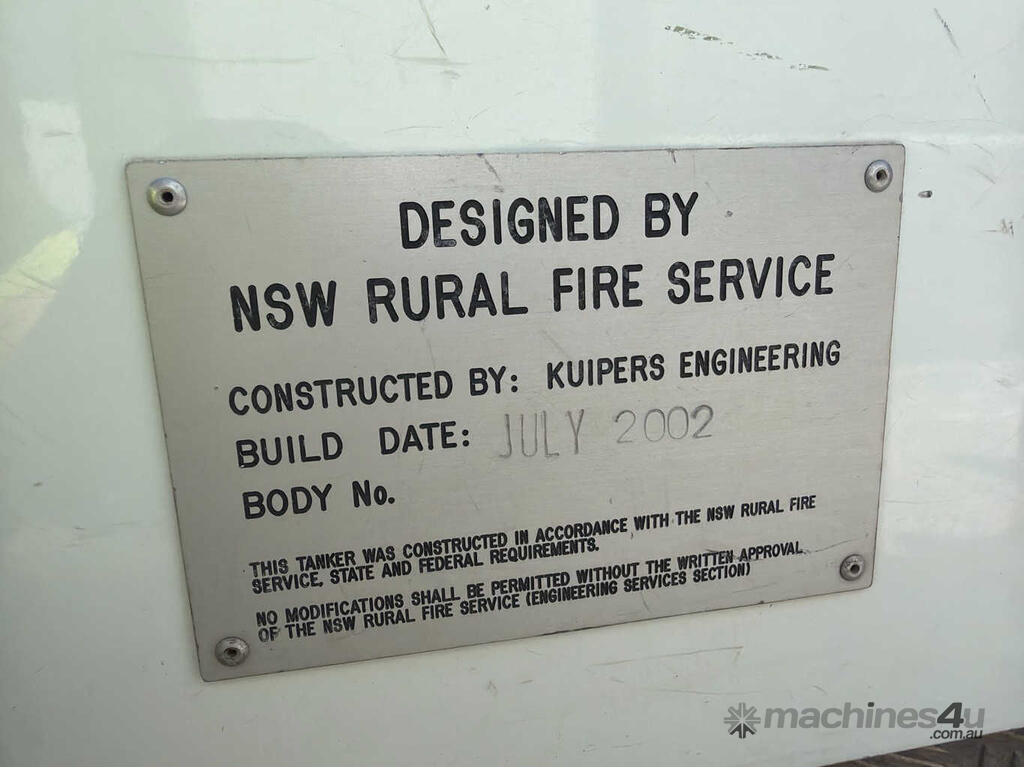 DESIGNED BY
NSW RURAL FIRE SERVICE
CONSTRUCTED BY: KUIPERS ENGINEERING
BUILD DATE: JULY 2002
BODY No.
THIS TANKER WAS CONSTRUCTED IN ACCORDANCE WITH THE NSW RURAL FIRE
SERVICE, STATE AND FEDERAL REQUIREMENTS.
NO MODIFICATIONS SHALL BE PERMITTED WITHOUT THE WRITTEN APPROVAL
OF THE NSW RURAL FIRE SERVICE (ENGINEERING SERVICES SECTION)
machines4u
.com.au